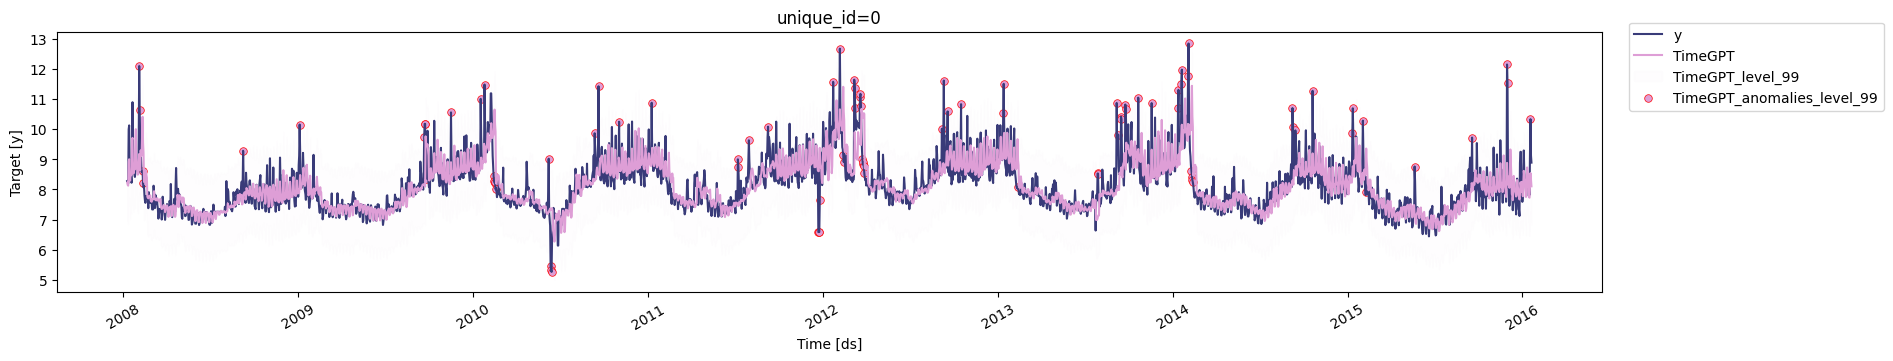 unique_id=0
13
12
11
10
9
8
7
6
5
Target [y]
2008
2009
2010
2011
2012
2013
2014
2015
2016
Time [ds]
y
TimeGPT
TimeGPT_level_99
TimeGPT_anomalies_level_99